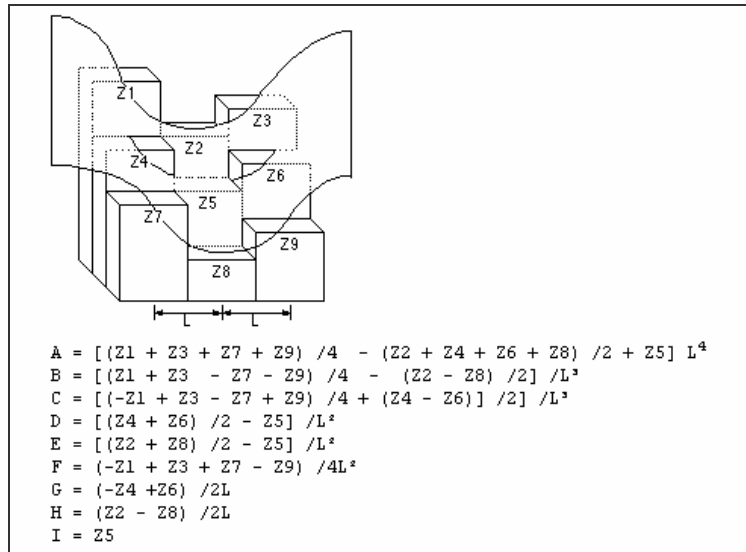 Z1
Z3
Z2
Z4
Z6
Z5
Z7
Z9
Z8
L L
A = [(Z1 + Z3 + Z7 + Z9) /4 - (Z2 + Z4 + Z6 + Z8) /2 + Z5] L⁴
B = [(Z1 + Z3 - Z7 - Z9) /4 - (Z2 - Z8) /2] /L³
C = [(-Z1 + Z3 - Z7 + Z9) /4 + (Z4 - Z6)] /2] /L³
D = [(Z4 + Z6) /2 - Z5] /L²
E = [(Z2 + Z8) /2 - Z5] /L²
F = (-Z1 + Z3 + Z7 - Z9) /4L²
G = (-Z4 +Z6) /2L
H = (Z2 - Z8) /2L
I = Z5